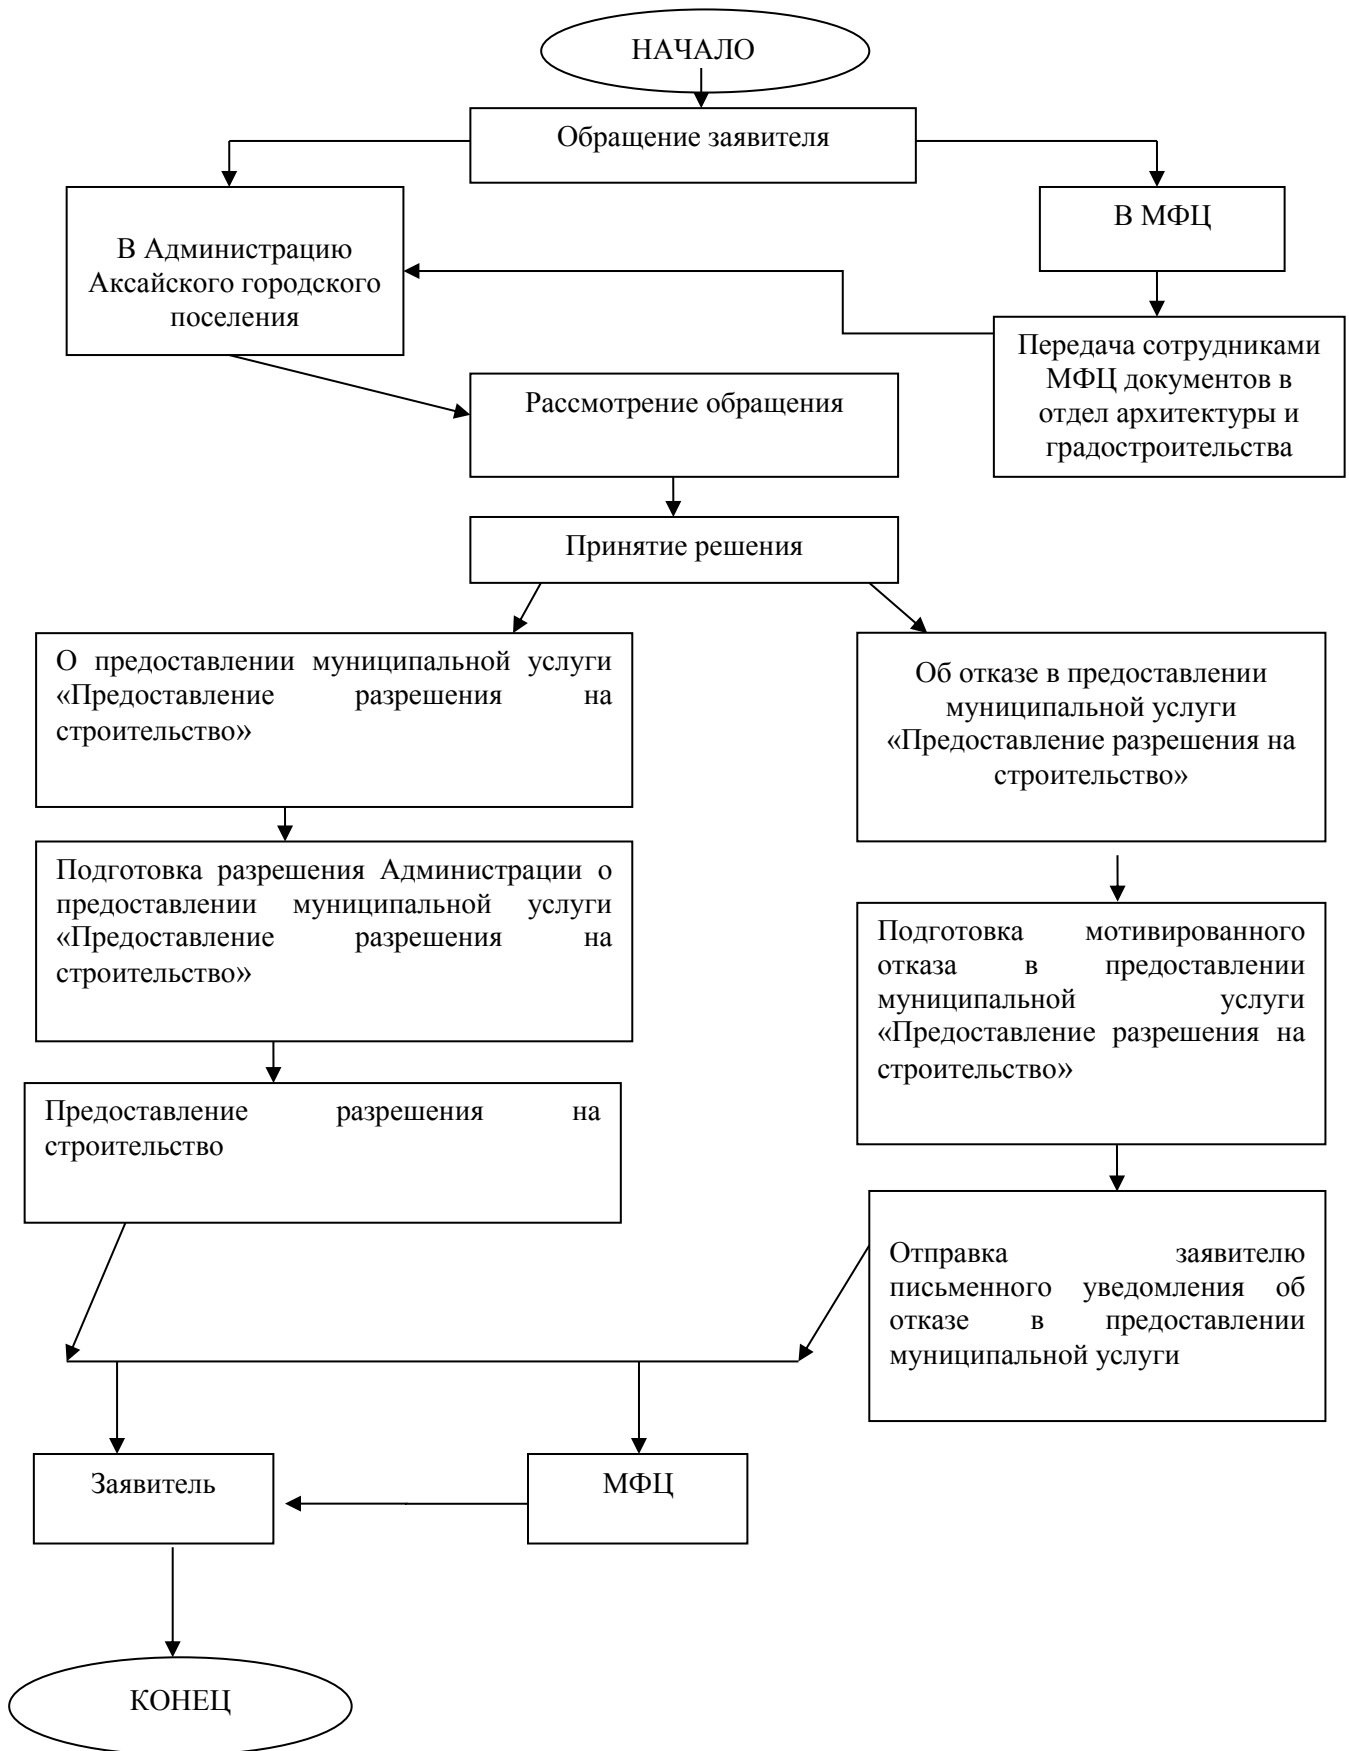 НАЧАЛО
Обращение заявителя
В Администрацию
Аксайского городского
поселения
В МФЦ
Передача сотрудниками
МФЦ документов в
отдел архитектуры и
градостроительства
Рассмотрение обращения
Принятие решения
О предоставлении муниципальной услуги
«Предоставление разрешения на
строительство»
Об отказе в предоставлении
муниципальной услуги
«Предоставление разрешения на
строительство»
Подготовка разрешения Администрации о
предоставлении муниципальной услуги
«Предоставление разрешения на
строительство»
Подготовка мотивированного
отказа в предоставлении
муниципальной услуги
«Предоставление разрешения на
строительство»
Предоставление разрешения на
строительство
Отправка заявителю
письменного уведомления об
отказе в предоставлении
муниципальной услуги
Заявитель
МФЦ
КОНЕЦ